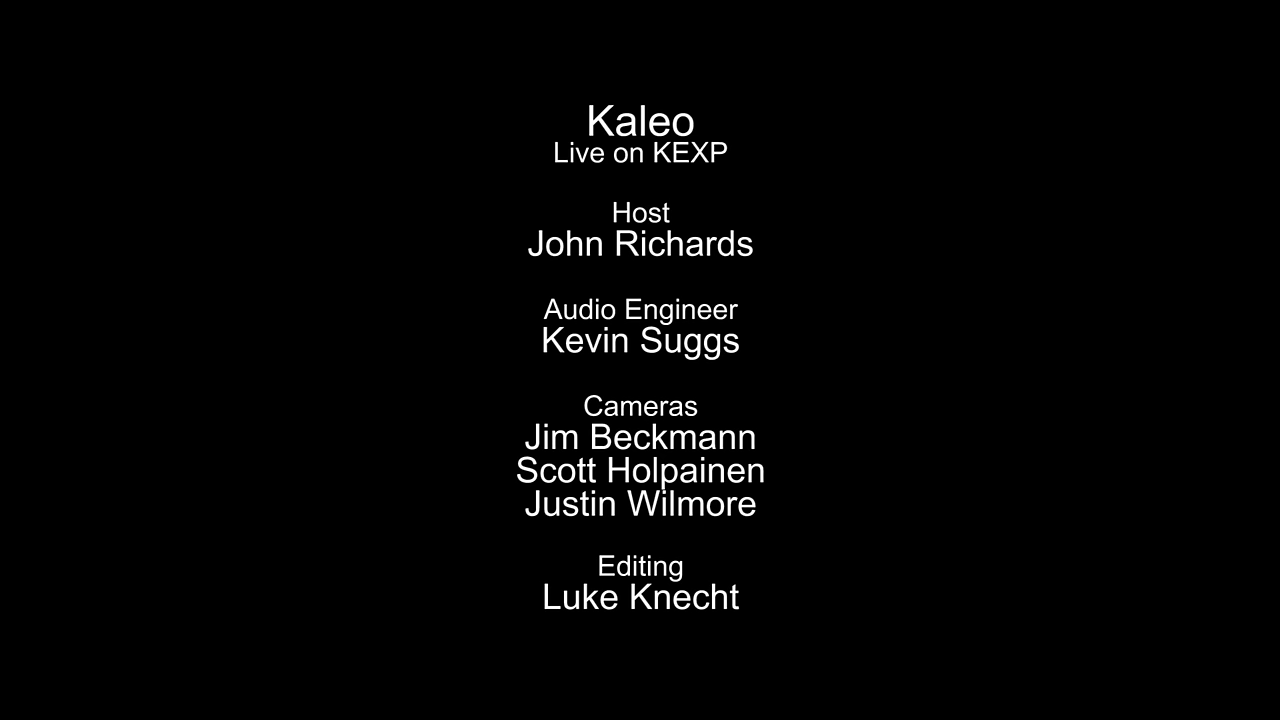 Kaleo
Live on KEXP
Host
John Richards
Audio Engineer
Kevin Suggs
Cameras
Jim Beckmann
Scott Holpainen
Justin Wilmore
Editing
Luke Knecht